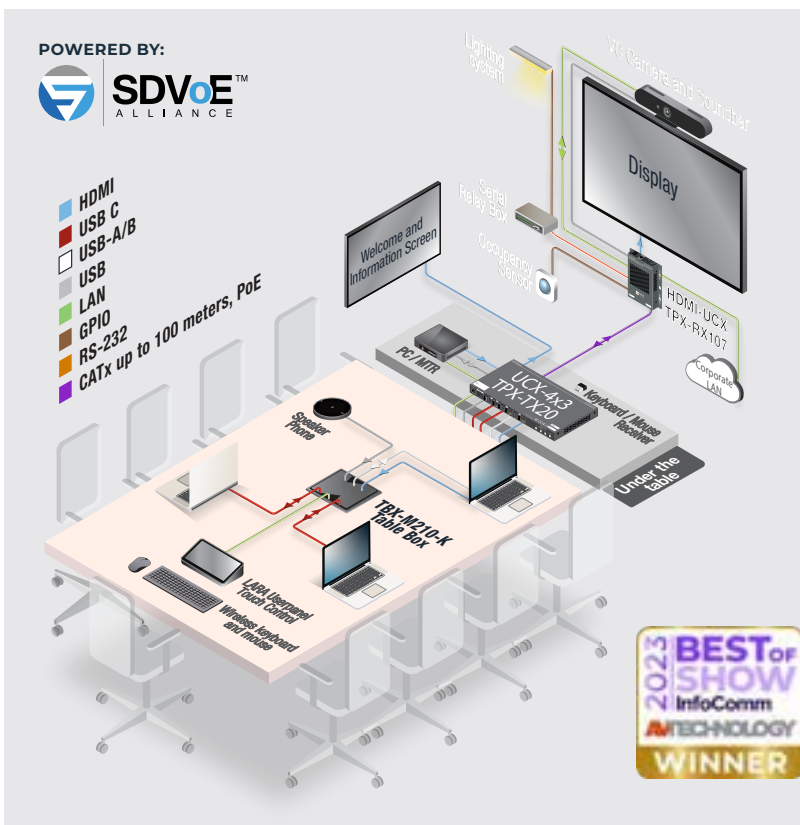 POWERED BY:
SDVoE™
ALLIANCE
HDMI
USB C
USB-A/B
USB
LAN
GPIO
RS-232
CATx up to 100 meters, PoE
Lighting
system
VC Camera and Soundbar
Display
Serial
Relay Box
Welcome and
Information Screen
Occupancy
Sensor
HDMI-UCX
TPX-RX107
Corporate
LAN
PC / MTR
UCX-4x3
TPX-TX20
Keyboard / Mouse
Receiver
Under the
table
Speaker
Phone
TBX-M210-K
Table Box
LARA Userpanel
Touch Control
Wireless Keyboard
and mouse
2023
BEST OF
SHOW
InfoComm
AVTECHNOLOGY
WINNER